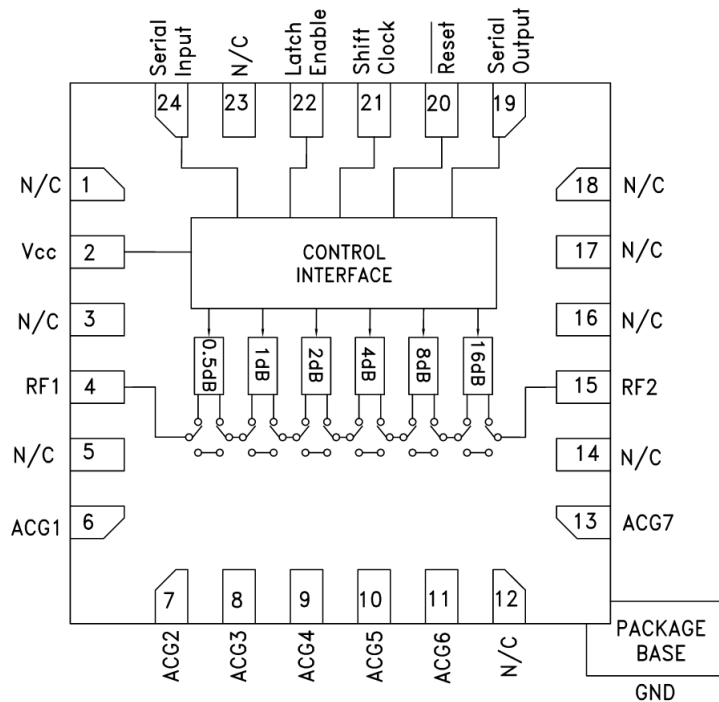 Serial
Input
N/C
Latch
Enable
Shift
Clock
Reset
Serial
Output
24
23
22
21
20
19
N/C
1
18
N/C
Vcc
2
17
N/C
CONTROL
INTERFACE
N/C
3
16
N/C
0.5dB
1dB
2dB
4dB
8dB
16dB
RF1
4
15
RF2
N/C
5
14
N/C
ACG1
6
13
ACG7
7
8
9
10
11
12
ACG2
ACG3
ACG4
ACG5
ACG6
N/C
PACKAGE
BASE
GND